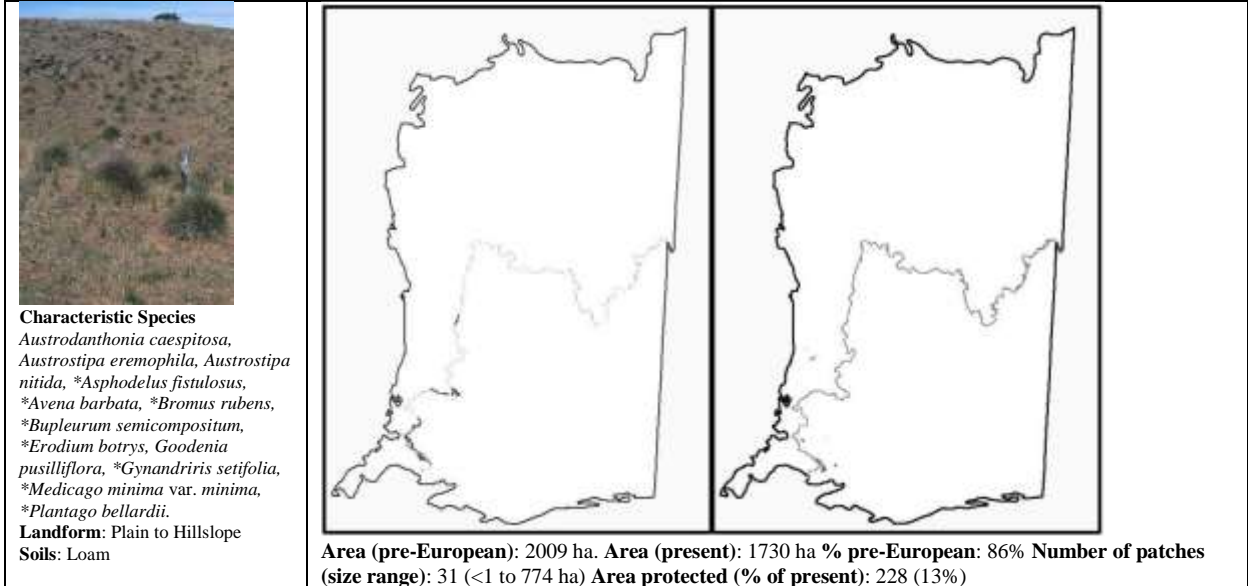 Characteristic Species
Austrodanthonia caespitosa,
Austrostipa eremophila, Austrostipa
nitida, *Asphodelus fistulosus,
*Avena barbata, *Bromus rubens,
*Bupleurum semicompositum,
*Erodium botrys, Goodenia
pusilliflora, *Gynandriris setifolia,
*Medicago minima var. minima,
*Plantago bellardii.
Landform: Plain to Hillslope
Soils: Loam
Area (pre-European): 2009 ha. Area (present): 1730 ha % pre-European: 86% Number of patches
(size range): 31 (<1 to 774 ha) Area protected (% of present): 228 (13%)